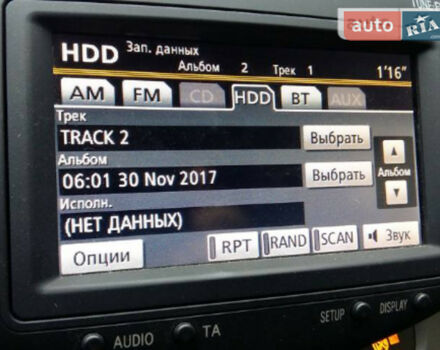 TUNE-F
auto RIA
HDD Зап. данных
Альбом 2 Трек 1 1'16"
AM FM CD HDD BT AUX
Трек
TRACK 2 Выбрать
Альбом
06:01 30 Nov 2017 Выбрать
Альбом
Исполн.
(НЕТ ДАННЫХ)
Опции RPT RAND SCAN Звук
SETUP DISPLAY
AUDIO TA